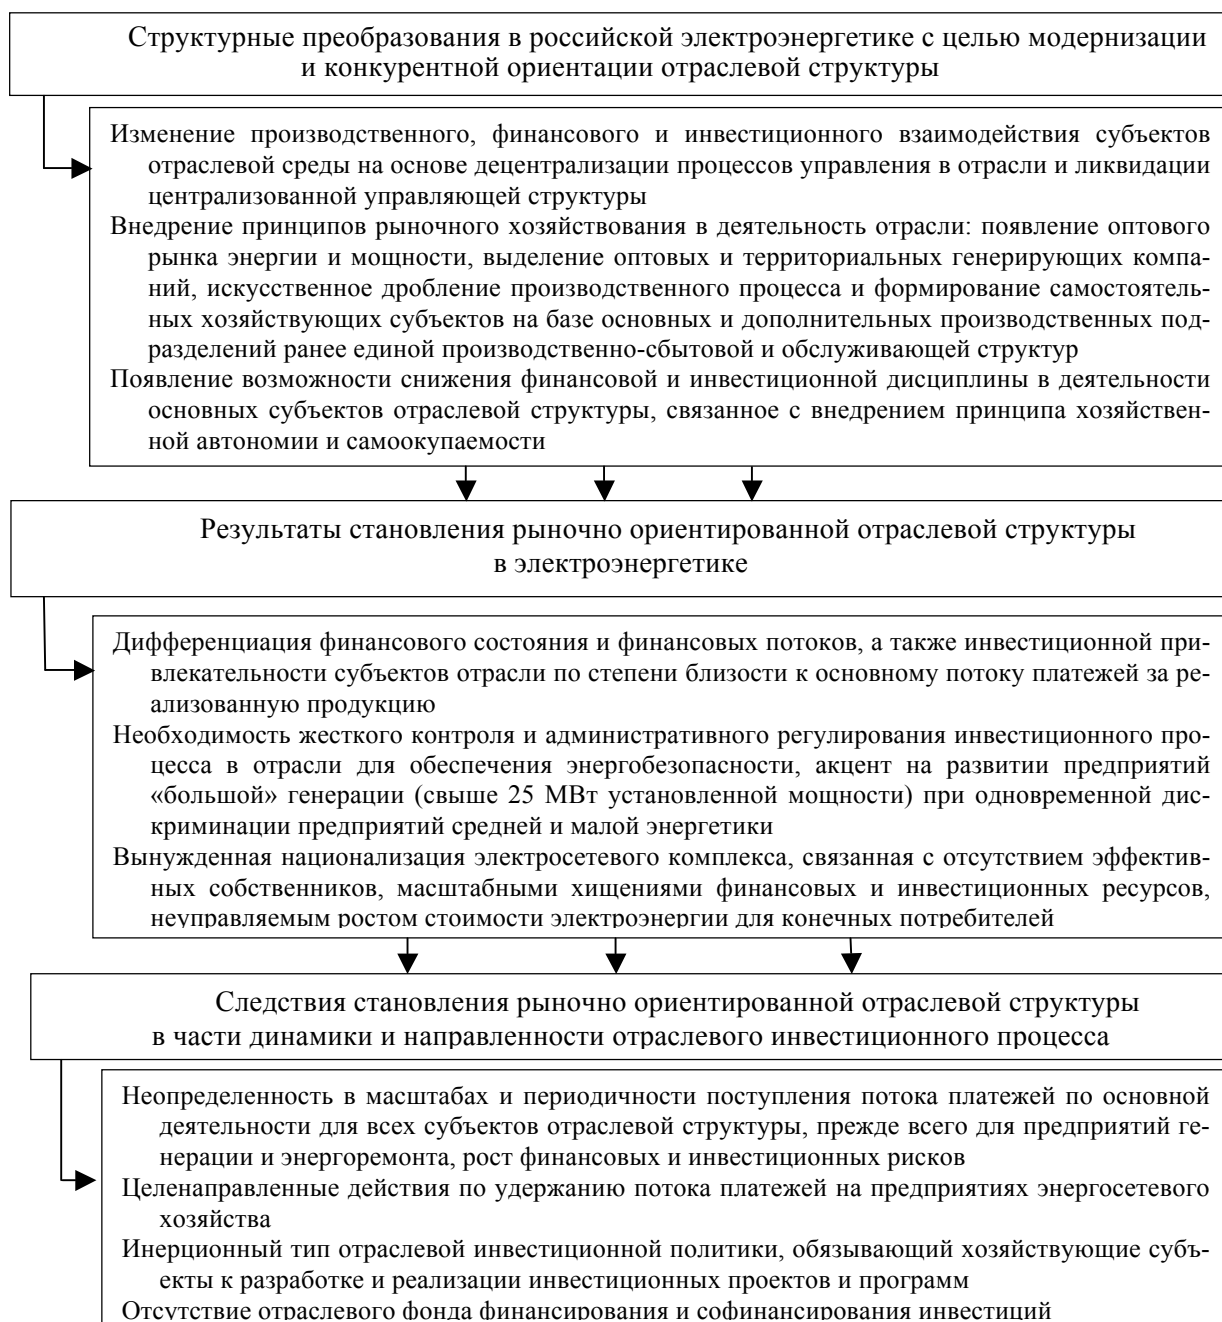 Структурные преобразования в российской электроэнергетике с целью модернизации
и конкурентной ориентации отраслевой структуры
Изменение производственного, финансового и инвестиционного взаимодействия субъектов
отраслевой среды на основе децентрализации процессов управления в отрасли и ликвидации
централизованной управляющей структуры
Внедрение принципов рыночного хозяйствования в деятельность отрасли: появление оптового
рынка энергии и мощности, выделение оптовых и территориальных генерирующих компа-
ний, искусственное дробление производственного процесса и формирование самостоятель-
ных хозяйствующих субъектов на базе основных и дополнительных производственных под-
разделений ранее единой производственно-сбытовой и обслуживающей структур
Появление возможности снижения финансовой и инвестиционной дисциплины в деятельности
основных субъектов отраслевой структуры, связанное с внедрением принципа хозяйствен-
ной автономии и самоокупаемости
Результаты становления рыночно ориентированной отраслевой структуры
в электроэнергетике
Дифференциация финансового состояния и финансовых потоков, а также инвестиционной при-
влекательности субъектов отрасли по степени близости к основному потоку платежей за ре-
ализованную продукцию
Необходимость жесткого контроля и административного регулирования инвестиционного про-
цесса в отрасли для обеспечения энергобезопасности, акцент на развитии предприятий
«большой» генерации (свыше 25 МВт установленной мощности) при одновременной дис-
криминации предприятий средней и малой энергетики
Вынужденная национализация электросетевого комплекса, связанная с отсутствием эффектив-
ных собственников, масштабными хищениями финансовых и инвестиционных ресурсов,
неуправляемым ростом стоимости электроэнергии для конечных потребителей
Следствия становления рыночно ориентированной отраслевой структуры
в части динамики и направленности отраслевого инвестиционного процесса
Неопределенность в масштабах и периодичности поступления потока платежей по основной
деятельности для всех субъектов отраслевой структуры, прежде всего для предприятий ге-
нерации и энергоремонта, рост финансовых и инвестиционных рисков
Целенаправленные действия по удержанию потока платежей на предприятиях энергосетевого
хозяйства
Инерционный тип отраслевой инвестиционной политики, обязывающий хозяйствующие субъ-
екты к разработке и реализации инвестиционных проектов и программ
Отсутствие отраслевого фонда финансирования и софинансирования инвестиций